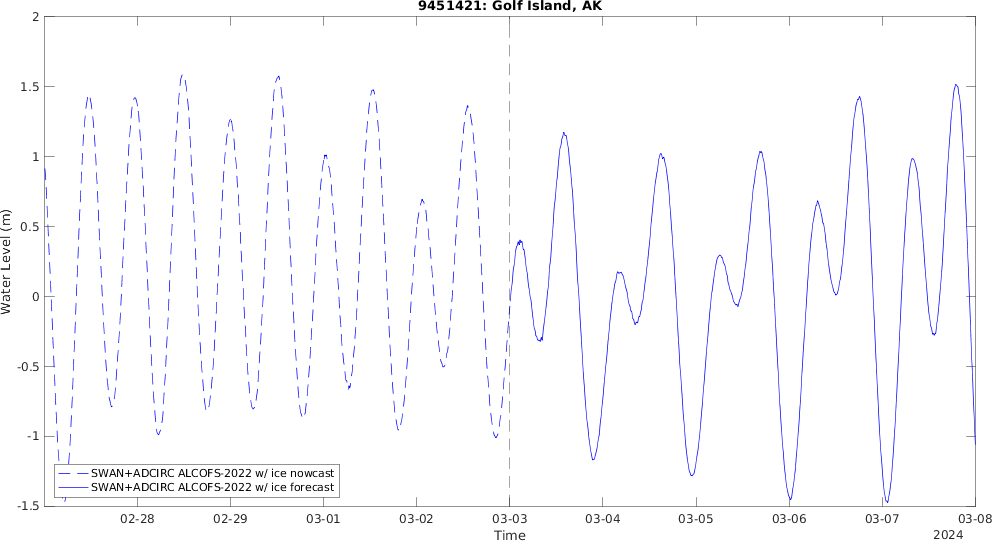 9451421: Golf Island, AK
2
1.5
1
0.5
0
-0.5
-1
-1.5
Water Level (m)
SWAN+ADCIRC ALCOFS-2022 w/ ice nowcast
SWAN+ADCIRC ALCOFS-2022 w/ ice forecast
02-28 02-29 03-01 03-02 03-03 03-04 03-05 03-06 03-07 03-08
Time 2024